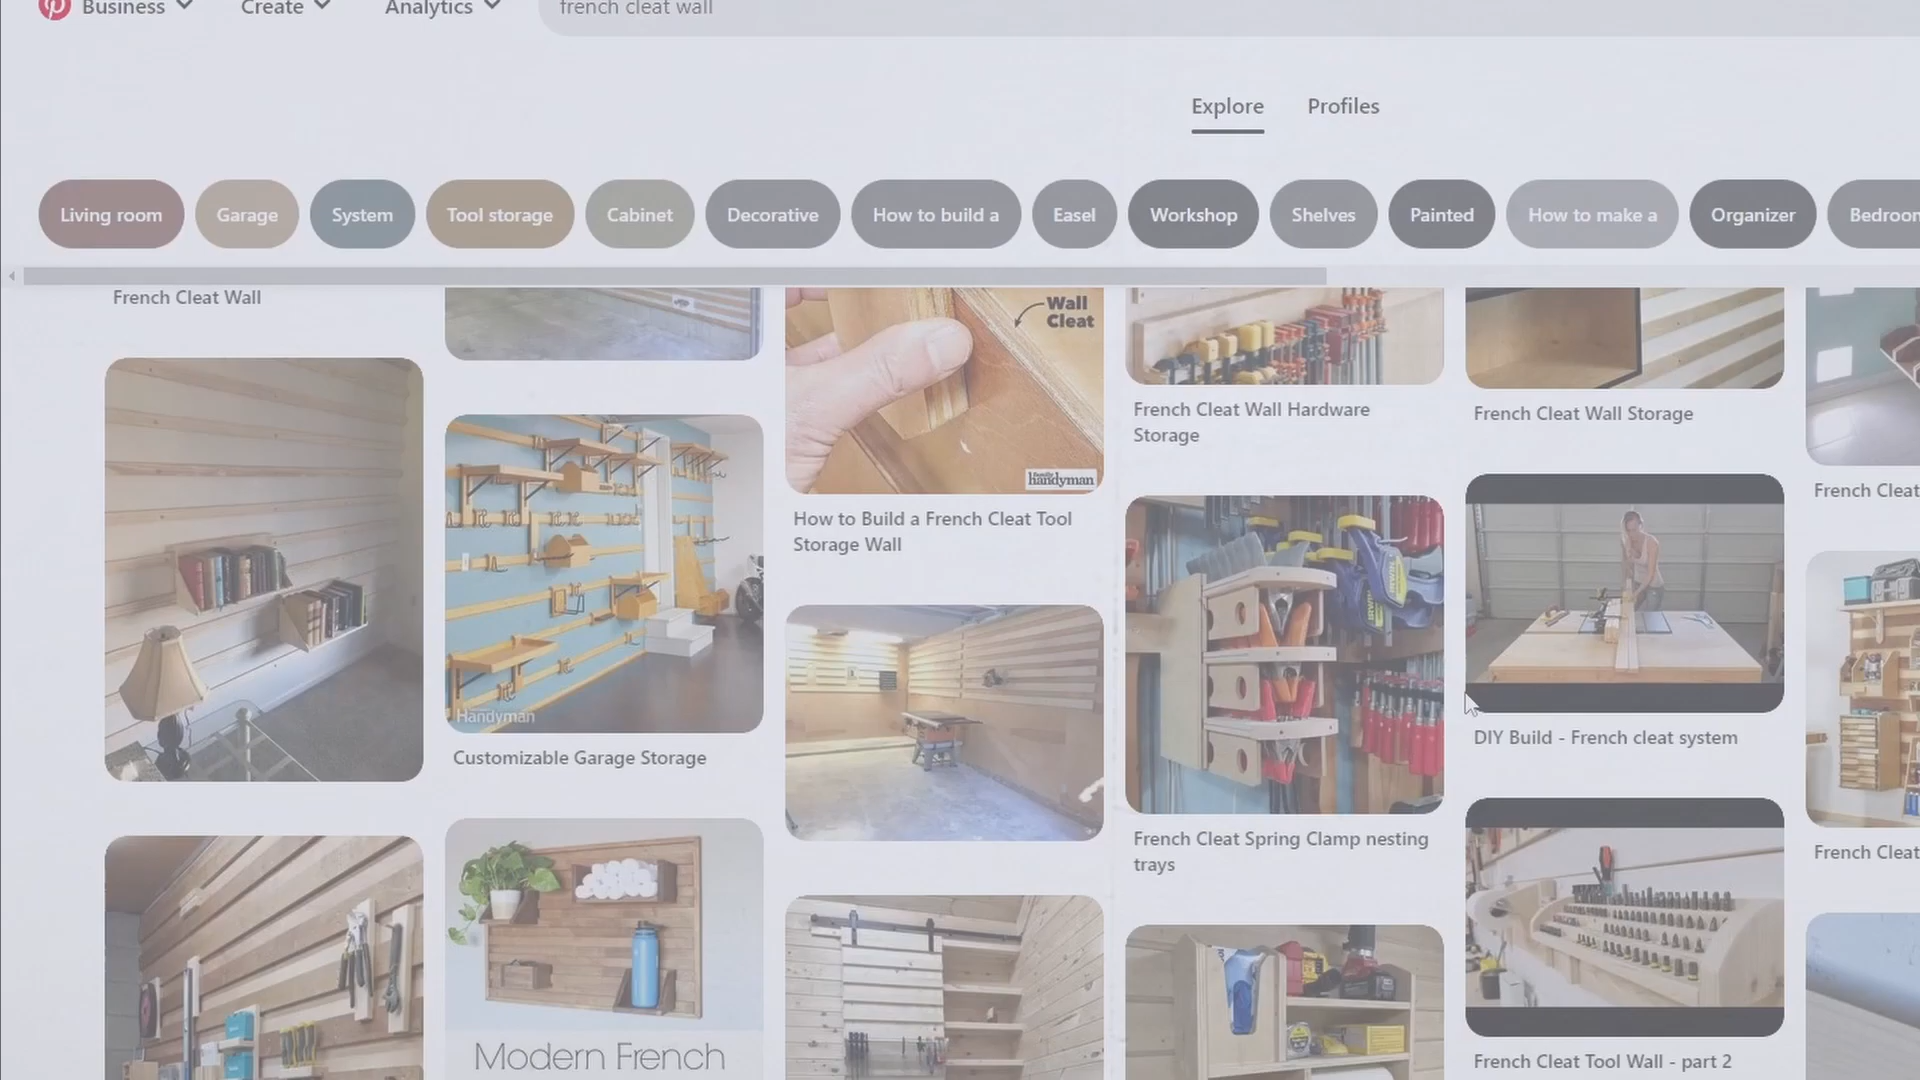 Business
Create
Analytics
french cleat wall
Explore
Profiles
Living room
Garage
System
Tool storage
Cabinet
Decorative
How to build a
Easel
Workshop
Shelves
Painted
How to make a
Organizer
French Cleat Wall
Customizable Garage Storage
Handyman
Modern French
Wall
Cleat
family
handyman
How to Build a French Cleat Tool
Storage Wall
French Cleat Wall Hardware
Storage
French Cleat Spring Clamp nesting
trays
French Cleat Wall Storage
DIY Build - French cleat system
French Cleat Tool Wall - part 2
French Cleat
French Cleat